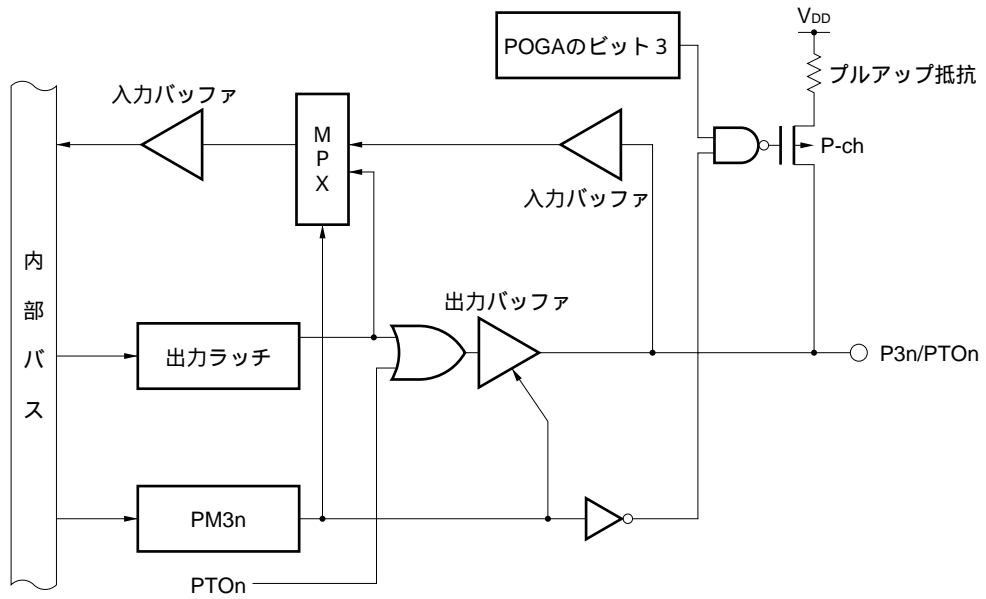 POGAのビット3
VDD
プルアップ抵抗
入力バッファ
MPX
P-ch
入力バッファ
内部バス
出力バッファ
出力ラッチ
P3n/PTOn
PM3n
PTOn